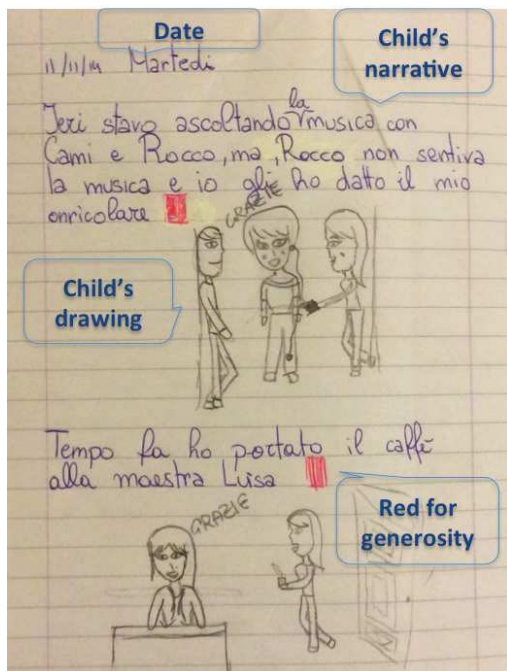 Date
11/11/14 Martedì
Child's
narrative
Jeri stavo ascoltando la musica con
Cami e Rocco, ma, Rocco non sentiva
la musica e io gli ho datto il mio
onricolare
GRAZIE
Child's
drawing
Tempo fa ho portato il caffè
alla maestra Luisa
Red for
generosity
GRAZIE